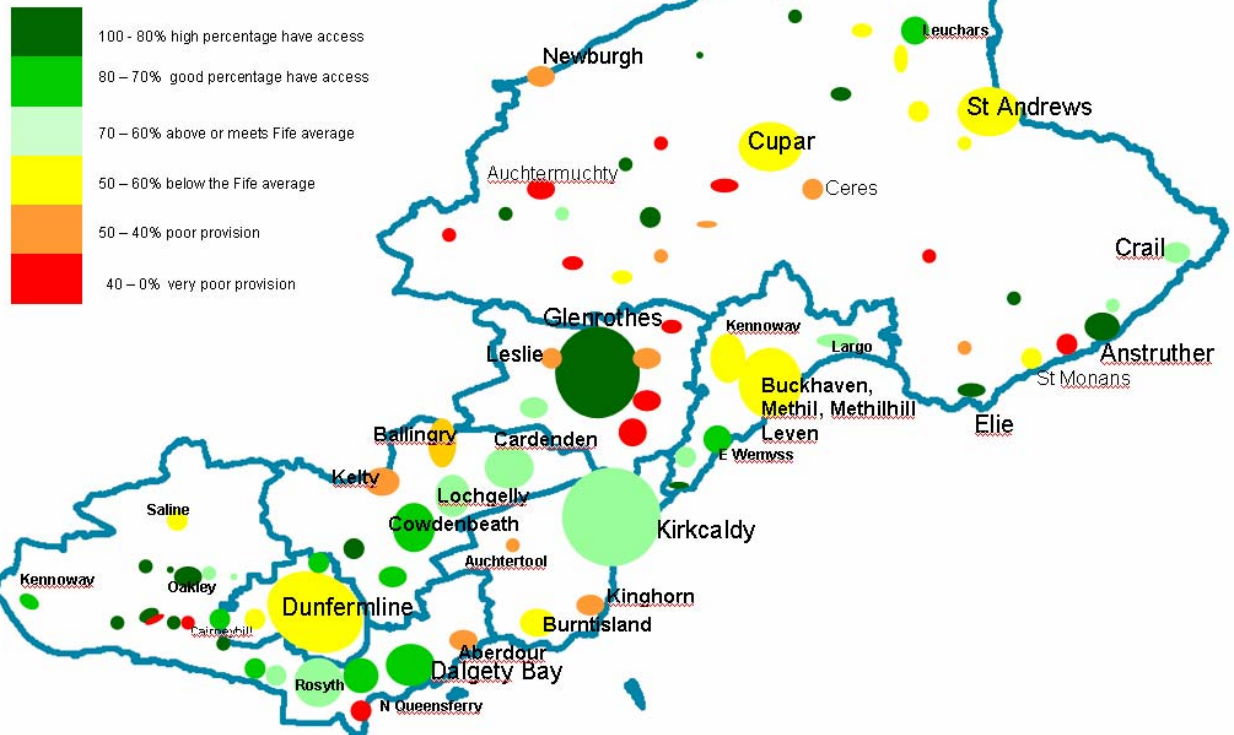 100 - 80% high percentage have access
80 – 70% good percentage have access
70 – 60% above or meets Fife average
50 – 60% below the Fife average
50 – 40% poor provision
40 – 0% very poor provision
Newburgh
Leuchars
St Andrews
Cupar
Auchtermuchty
Ceres
Crail
Glenrothes
Kennoway
Leslie
Largo
Anstruther
St Monans
Buckhaven,
Methil, Methilhill
Leven
Elie
Ballingry
Cardenden
E Wemyss
Kelty
Lochgelly
Saline
Cowdenbeath
Kirkcaldy
Auchtertool
Kennoway
Oakley
Dunfermline
Kinghorn
Cairneyhill
Burntisland
Aberdour
Dalgety Bay
Rosyth
N Queensferry